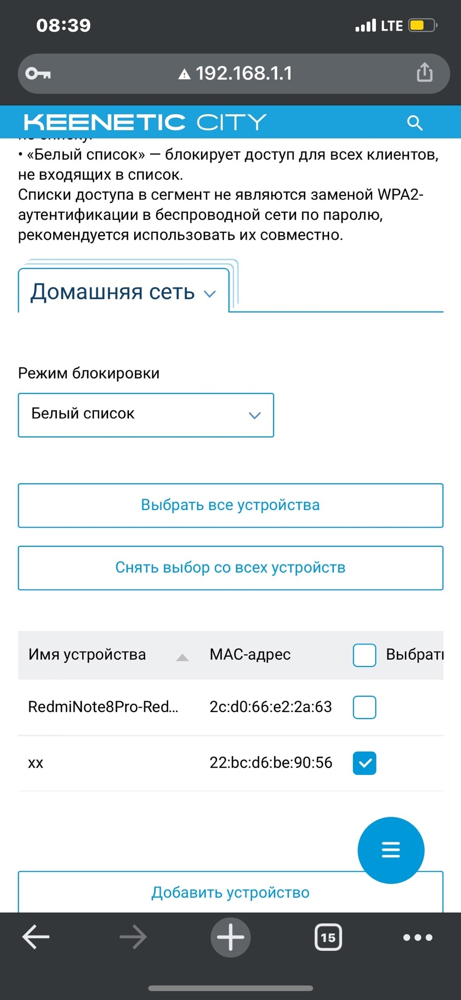 08:39
LTE
192.168.1.1
KEENETIC CITY
по списку.
• «Белый список» — блокирует доступ для всех клиентов,
не входящих в список.
Списки доступа в сегмент не являются заменой WPA2-
аутентификации в беспроводной сети по паролю,
рекомендуется использовать их совместно.
Домашняя сеть
Режим блокировки
Белый список
Выбрать все устройства
Снять выбор со всех устройств
Имя устройства MAC-адрес Выбрать
RedmiNote8Pro-Red... 2c:d0:66:e2:2a:63
xx 22:bc:d6:be:90:56
Добавить устройство
15